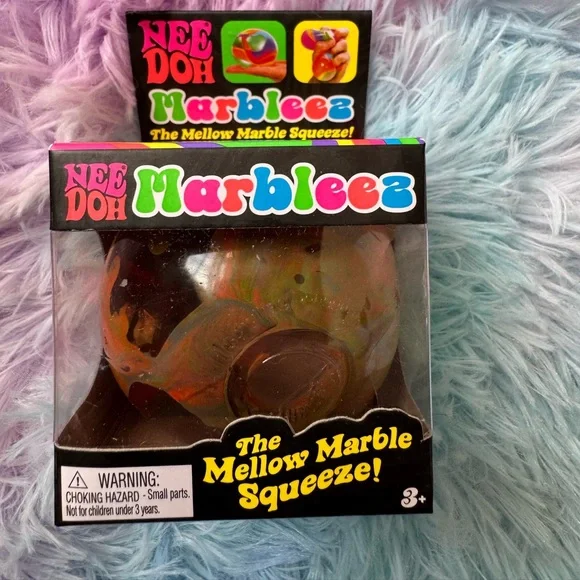 NEE
DOH
Marbleez
The Mellow Marble Squeeze!
NEE
DOH
Marbleez
The
Mellow Marble
Squeeze!
WARNING:
CHOKING HAZARD - Small parts.
Not for children under 3 years.
3+